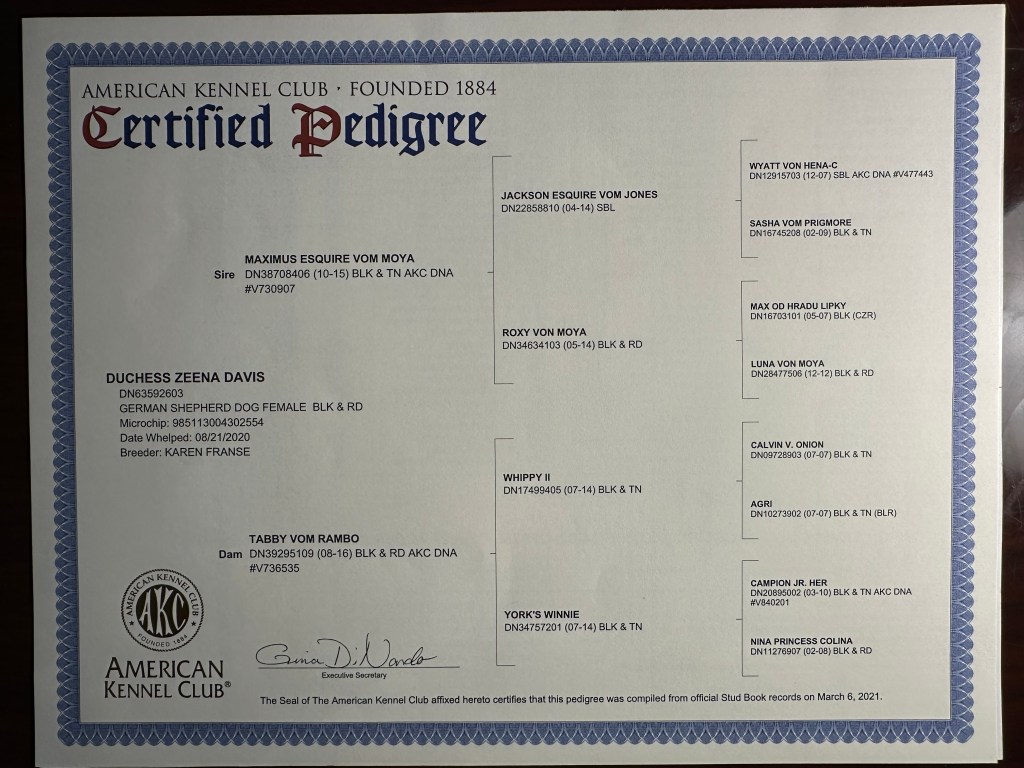 AMERICAN KENNEL CLUB · FOUNDED 1884
Certified Pedigree
WYATT VON HENA-C
DN12915703 (12-07) SBL AKC DNA #V477443
JACKSON ESQUIRE VOM JONES
DN22858810 (04-14) SBL
SASHA VOM PRIGMORE
DN16745208 (02-09) BLK & TN
MAXIMUS ESQUIRE VOM MOYA
Sire DN38708406 (10-15) BLK & TN AKC DNA
#V730907
MAX OD HRADU LIPKY
DN16703101 (05-07) BLK (CZR)
ROXY VON MOYA
DN34634103 (05-14) BLK & RD
LUNA VON MOYA
DN28477506 (12-12) BLK & RD
DUCHESS ZEENA DAVIS
DN63592603
GERMAN SHEPHERD DOG FEMALE BLK & RD
Microchip: 985113004302554
Date Whelped: 08/21/2020
Breeder: KAREN FRANSE
CALVIN V. ONION
DN09728903 (07-07) BLK & TN
WHIPPY II
DN17499405 (07-14) BLK & TN
AGRI
DN10273902 (07-07) BLK & TN (BLR)
TABBY VOM RAMBO
Dam DN39295109 (08-16) BLK & RD AKC DNA
#V736535
CAMPION JR. HER
DN20895002 (03-10) BLK & TN AKC DNA
#V840201
YORK'S WINNIE
DN34757201 (07-14) BLK & TN
NINA PRINCESS COLINA
DN11276907 (02-08) BLK & RD
AMERICAN KENNEL CLUB
AKC
FOUNDED 1884
AMERICAN
KENNEL CLUB®
Gina DiNardo
Executive Secretary
The Seal of The American Kennel Club affixed hereto certifies that this pedigree was compiled from official Stud Book records on March 6, 2021.